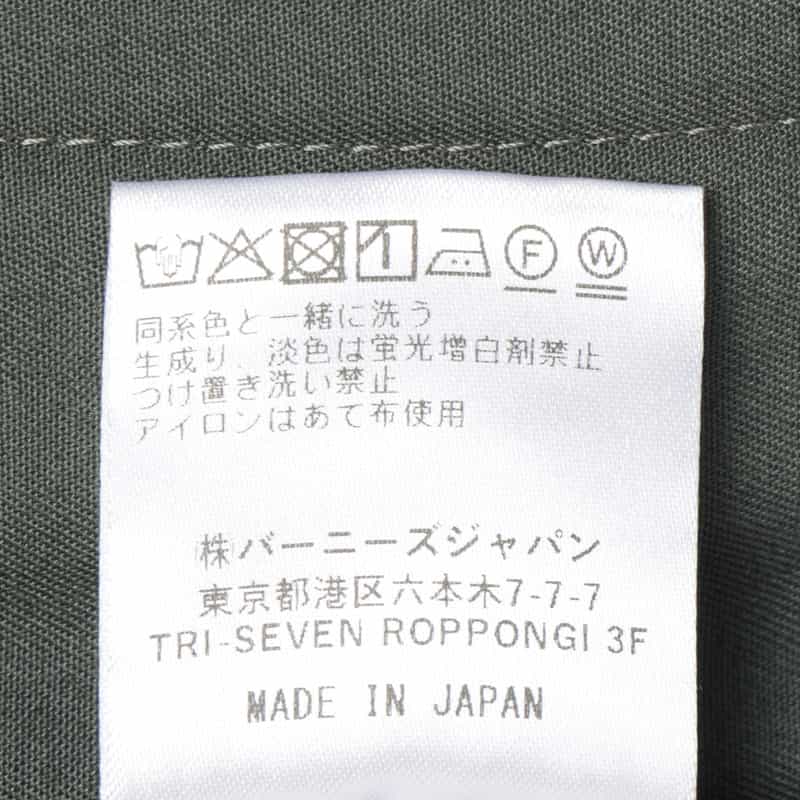 F W
同系色と一緒に洗う
生成り、淡色は蛍光増白剤禁止
つけ置き洗い禁止
アイロンはあて布使用
㈱バーニーズジャパン
東京都港区六本木7-7-7
TRI-SEVEN ROPPONGI 3F
MADE IN JAPAN